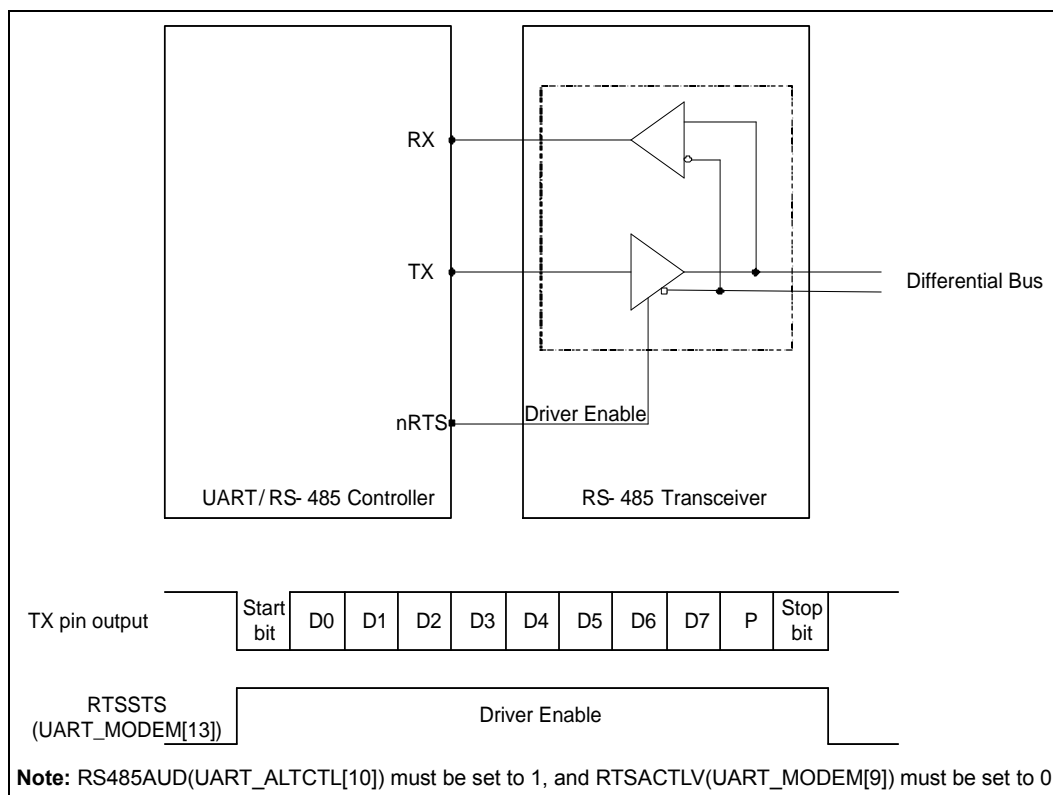 RX
TX
Differential Bus
nRTS
Driver Enable
UART/RS-485 Controller
RS-485 Transceiver
TX pin output
Start bit
D0
D1
D2
D3
D4
D5
D6
D7
P
Stop bit
RTSSTS
(UART_MODEM[13])
Driver Enable
Note: RS485AUD(UART_ALTCTL[10]) must be set to 1, and RTSACTLV(UART_MODEM[9]) must be set to 0